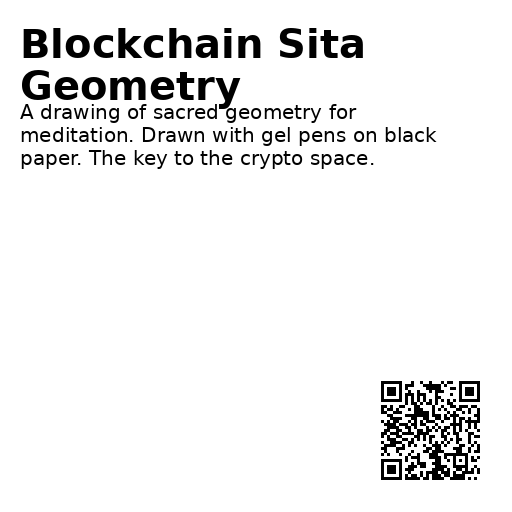 Blockchain Sita
Geometry
A drawing of sacred geometry for
meditation. Drawn with gel pens on black
paper. The key to the crypto space.